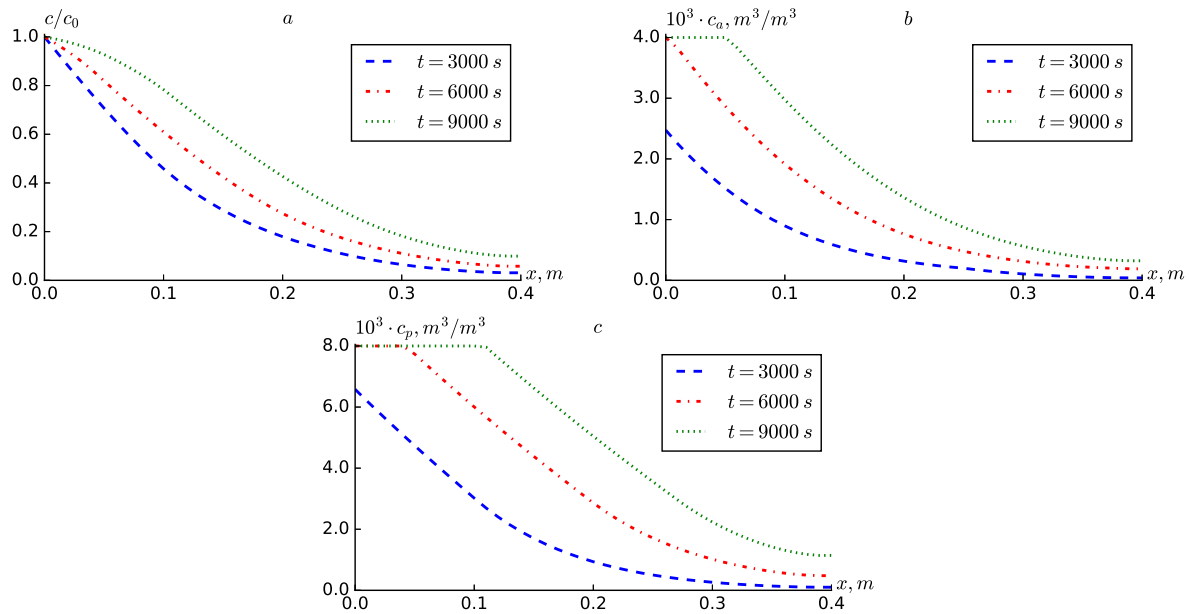 c/c₀ a
1.0
0.8
0.6
0.4
0.2
0.0
0.0 0.1 0.2 0.3 0.4
x, m
t = 3000 s
t = 6000 s
t = 9000 s
10³ · cₐ, m³/m³ b
4.0
3.0
2.0
1.0
0.0
0.0 0.1 0.2 0.3 0.4
x, m
t = 3000 s
t = 6000 s
t = 9000 s
10³ · cₚ, m³/m³ c
8.0
6.0
4.0
2.0
0.0
0.0 0.1 0.2 0.3 0.4
x, m
t = 3000 s
t = 6000 s
t = 9000 s